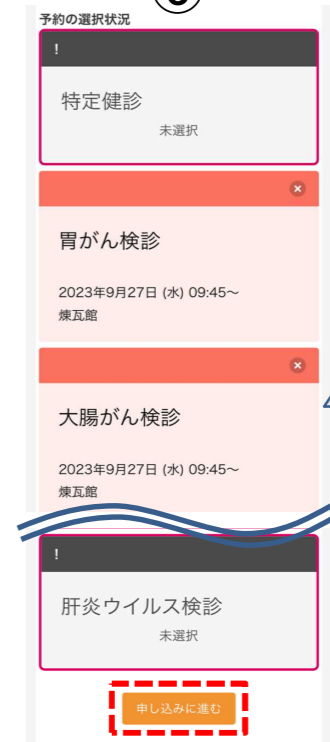 予約の選択状況
!
特定健診
未選択
胃がん検診
2023年9月27日 (水) 09:45～
煉瓦館
大腸がん検診
2023年9月27日 (水) 09:45～
煉瓦館
!
肝炎ウイルス検診
未選択
申し込みに進む